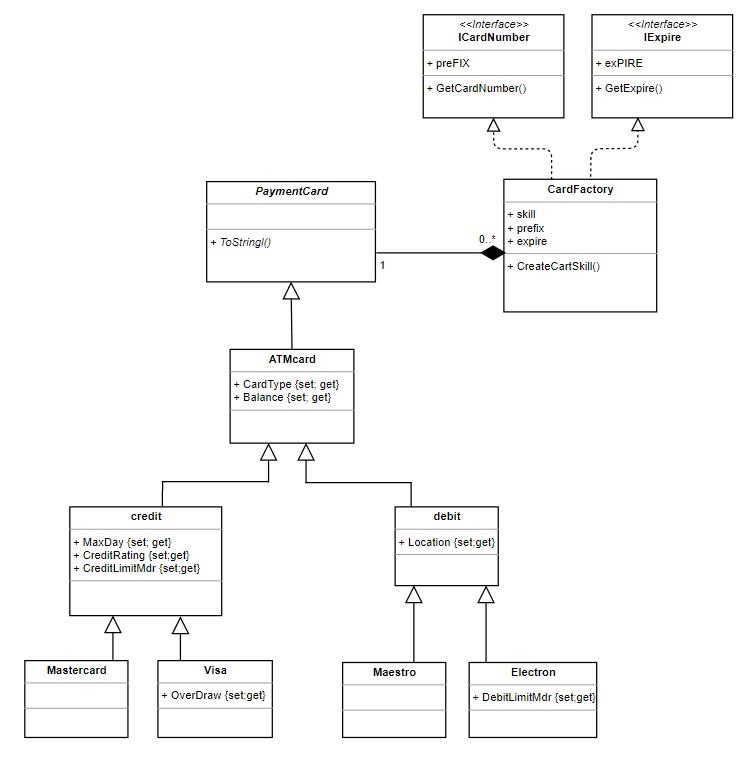 <<Interface>>
ICardNumber
+ preFIX
+ GetCardNumber()
<<Interface>>
IExpire
+ exPIRE
+ GetExpire()
PaymentCard
+ ToStringl()
CardFactory
+ skill
+ prefix
+ expire
+ CreateCartSkill()
0..*
1
ATMcard
+ CardType {set; get}
+ Balance {set; get}
credit
+ MaxDay {set; get}
+ CreditRating {set;get}
+ CreditLimitMdr {set;get}
debit
+ Location {set;get}
Mastercard
Visa
+ OverDraw {set;get}
Maestro
Electron
+ DebitLimitMdr {set;get}